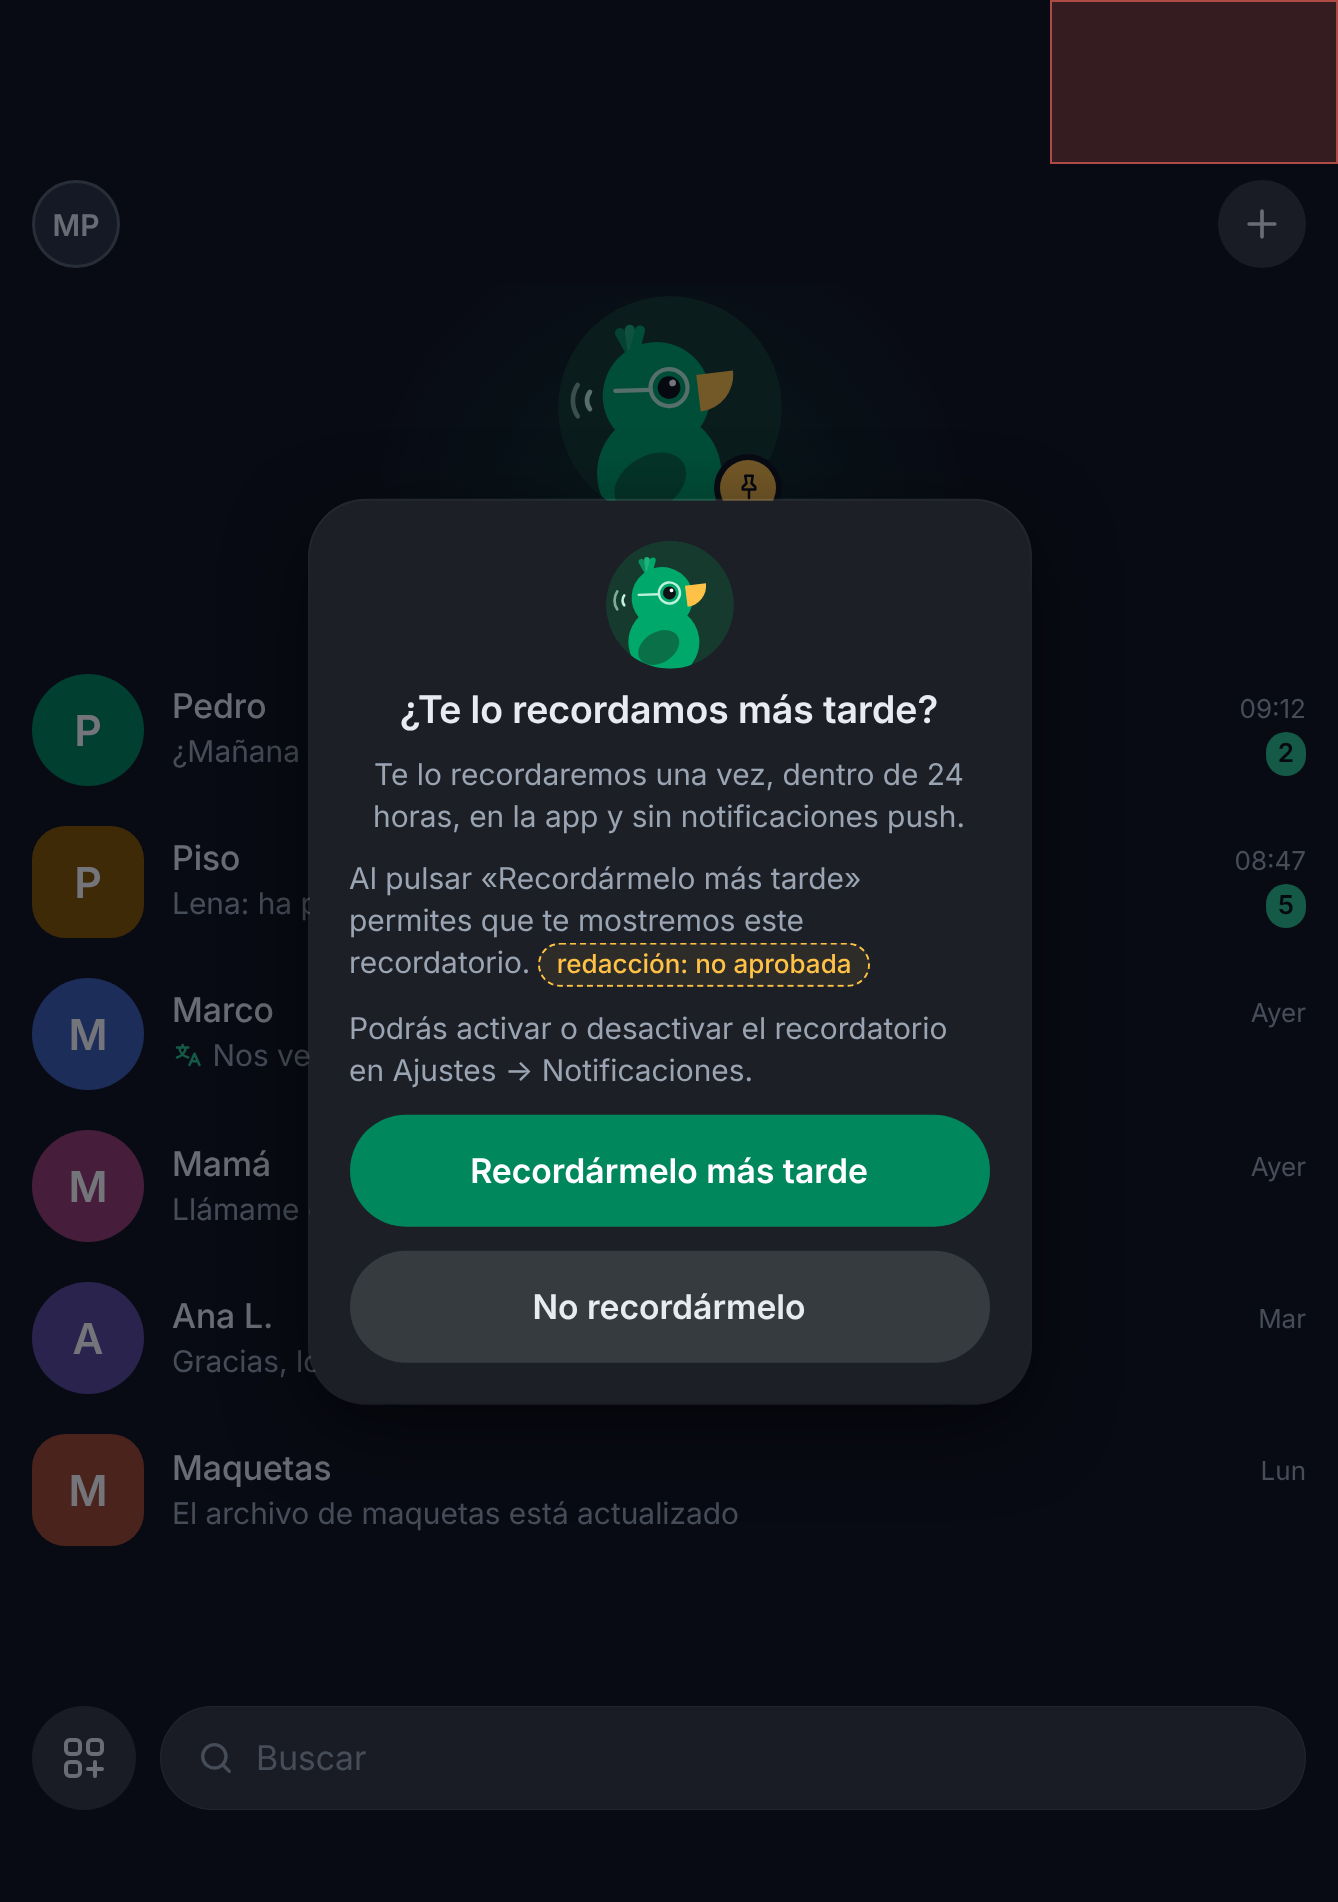 MP
¿Te lo recordamos más tarde?
Te lo recordaremos una vez, dentro de 24
horas, en la app y sin notificaciones push.
Al pulsar «Recordármelo más tarde»
permites que te mostremos este
recordatorio. redacción: no aprobada
Podrás activar o desactivar el recordatorio
en Ajustes → Notificaciones.
Recordármelo más tarde
No recordármelo
P
Pedro
09:12
¿Mañana
2
P
Piso
08:47
Lena: ha
5
M
Marco
Ayer
Nos ve
M
Mamá
Ayer
Llámame
A
Ana L.
Mar
Gracias, lo
M
Maquetas
Lun
El archivo de maquetas está actualizado
Buscar